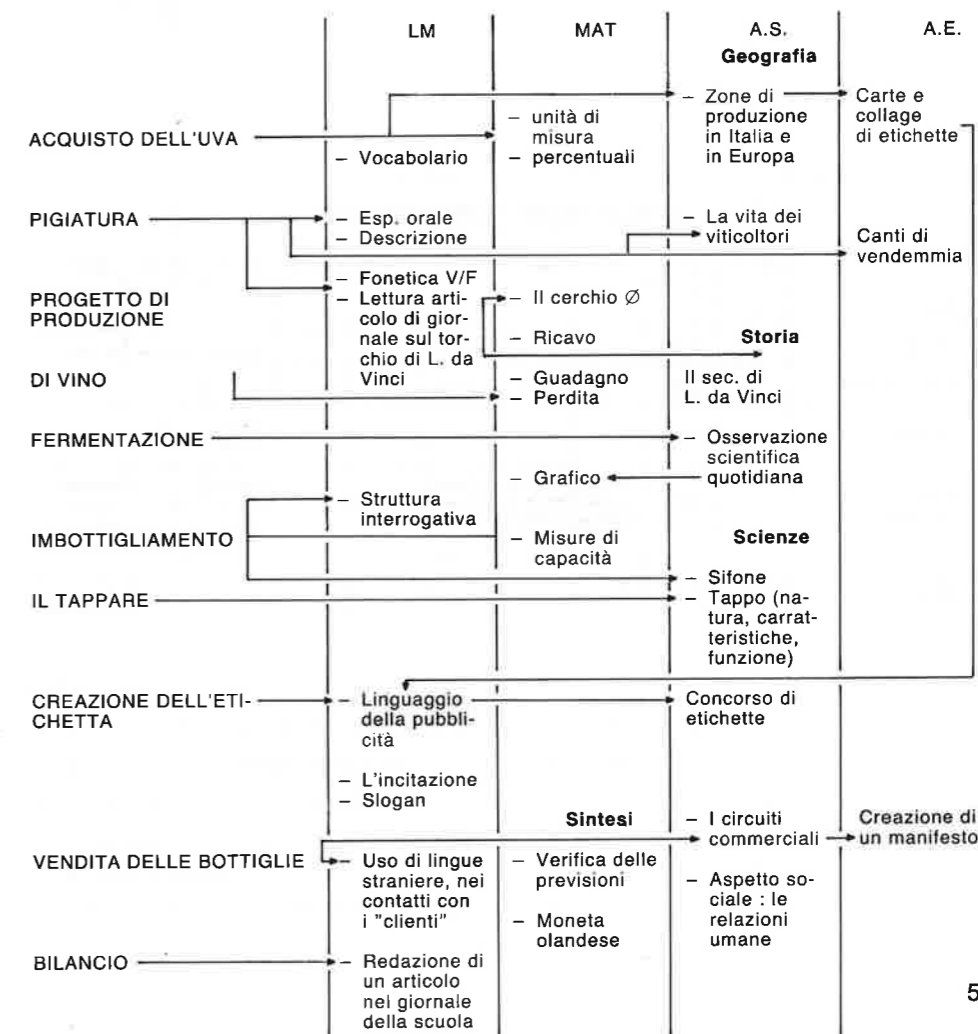 LM MAT A.S. A.E.
Geografia
ACQUISTO DELL'UVA
– Vocabolario
– unità di
misura
– percentuali
– Zone di
produzione
in Italia e
in Europa
Carte e
collage
di etichette
PIGIATURA
– Esp. orale
– Descrizione
– La vita dei
viticoltori
Canti di
vendemmia
– Fonetica V/F
– Lettura arti-
colo di gior-
nale sul tor-
chio di L. da
Vinci
PROGETTO DI
PRODUZIONE
– Il cerchio Ø
– Ricavo
Storia
DI VINO
– Guadagno
– Perdita
Il sec. di
L. da Vinci
FERMENTAZIONE
– Osservazione
scientifica
quotidiana
– Grafico
– Struttura
interrogativa
IMBOTTIGLIAMENTO
– Misure di
capacità
Scienze
– Sifone
IL TAPPARE
– Tappo (na-
tura, carrat-
teristiche,
funzione)
CREAZIONE DELL'ETI-
CHETTA
– Linguaggio
della pubbli-
cità
– L'incitazione
– Slogan
Concorso di
etichette
Sintesi
– I circuiti
commerciali
Creazione di
un manifesto
VENDITA DELLE BOTTIGLIE
– Uso di lingue
straniere, nei
contatti con
i "clienti"
– Verifica delle
previsioni
– Moneta
olandese
– Aspetto so-
ciale : le
relazioni
umane
BILANCIO
– Redazione di
un articolo
nel giornale
della scuola
5